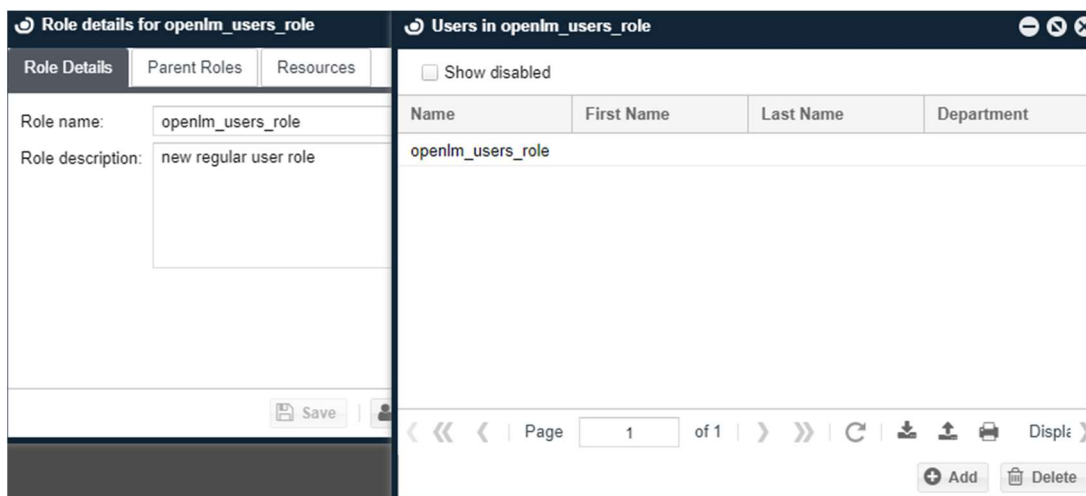 Role details for openlm_users_role
Role Details Parent Roles Resources
Role name: openlm_users_role
Role description: new regular user role
Save
Users in openlm_users_role
Show disabled
Name First Name Last Name Department
openlm_users_role
Page 1 of 1 Displa
Add Delete